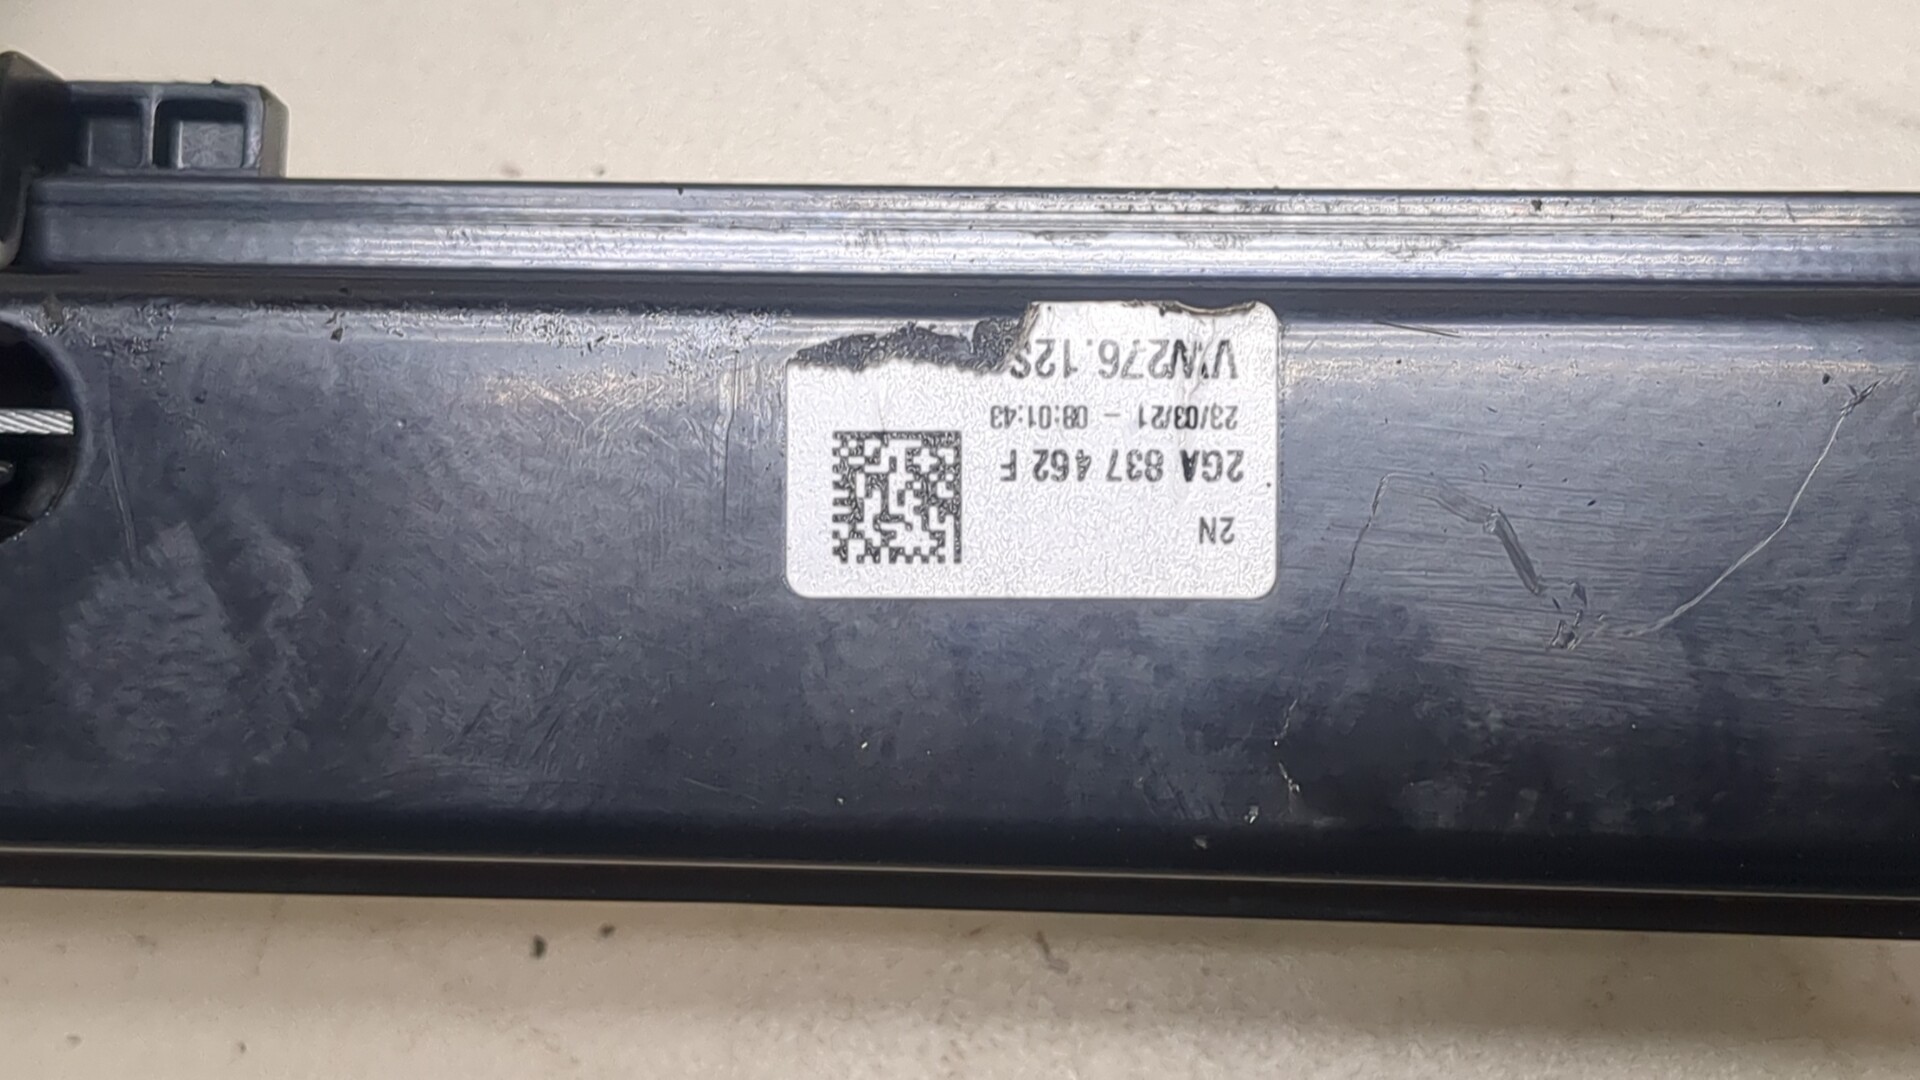 2N
2GA 837 462 F
23/03/21 - 08:01:43
VW276.12S